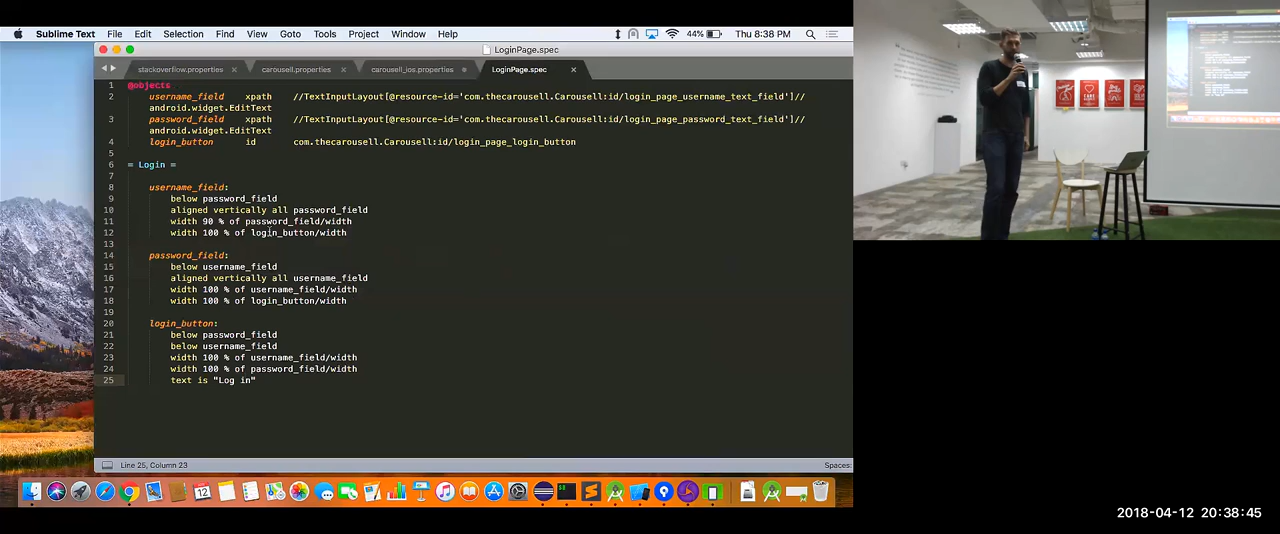 Sublime Text File Edit Selection Find View Goto Tools Project Window Help 44% Thu 8:38 PM
LoginPage.spec
stackoverflow.properties carousell.properties carousell_ios.properties LoginPage.spec
1 @objects
2 username_field xpath //TextInputLayout[@resource-id='com.thecarousell.Carousell:id/login_page_username_text_field']//
android.widget.EditText
3 password_field xpath //TextInputLayout[@resource-id='com.thecarousell.Carousell:id/login_page_password_text_field']//
android.widget.EditText
4 login_button id com.thecarousell.Carousell:id/login_page_login_button
5
6 = Login =
7
8 username_field:
9 below password_field
10 aligned vertically all password_field
11 width 90 % of password_field/width
12 width 100 % of login_button/width
13
14 password_field:
15 below username_field
16 aligned vertically all username_field
17 width 100 % of username_field/width
18 width 100 % of login_button/width
19
20 login_button:
21 below password_field
22 below username_field
23 width 100 % of username_field/width
24 width 100 % of password_field/width
25 text is "Log in"
Line 25, Column 23 Spaces:
12
2018-04-12 20:38:45